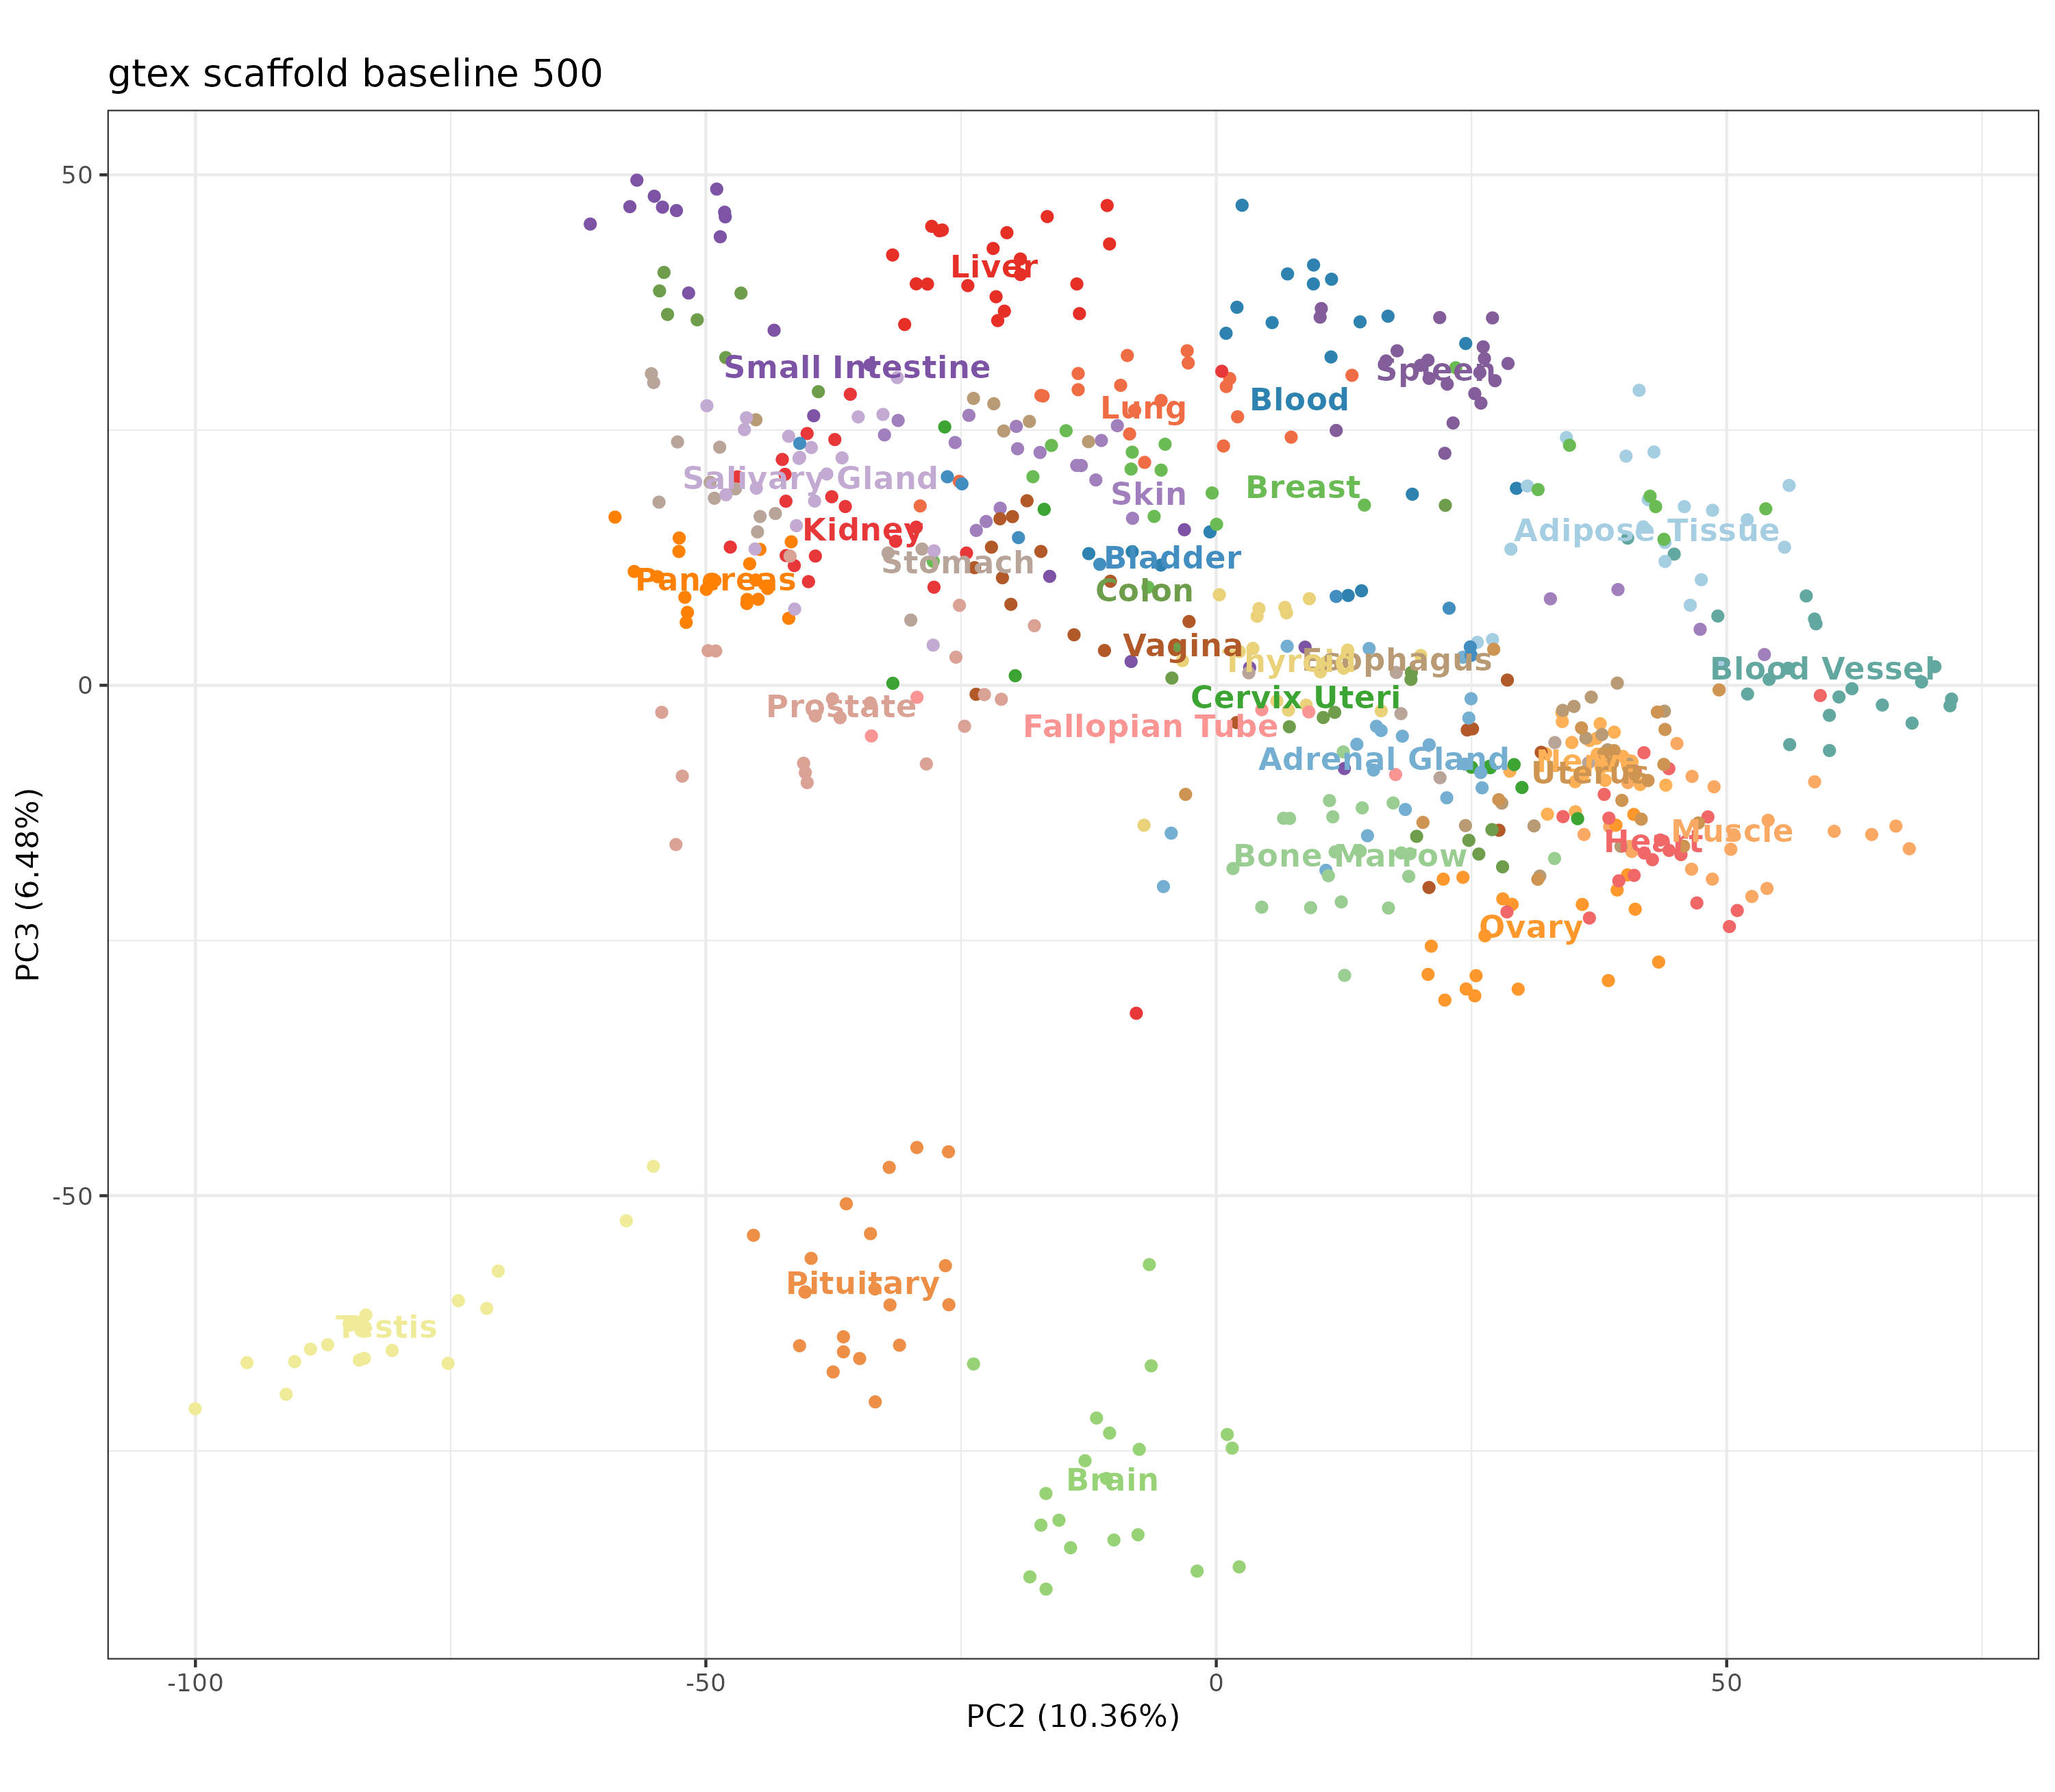 gtex scaffold baseline 500
50
Liver
Small Intestine
Spleen
Blood
Lung
Salivary Gland
Breast
Skin
Kidney
Adipose Tissue
Bladder
Stomach
Pancreas
Colon
Vagina
Thyroid
Esophagus
Blood Vessel
0
Cervix Uteri
Prostate
Fallopian Tube
Adrenal Gland
Nerve
Uterus
Muscle
Heart
Bone Marrow
Ovary
PC3 (6.48%)
-50
Pituitary
Testis
Brain
-100
-50
0
50
PC2 (10.36%)